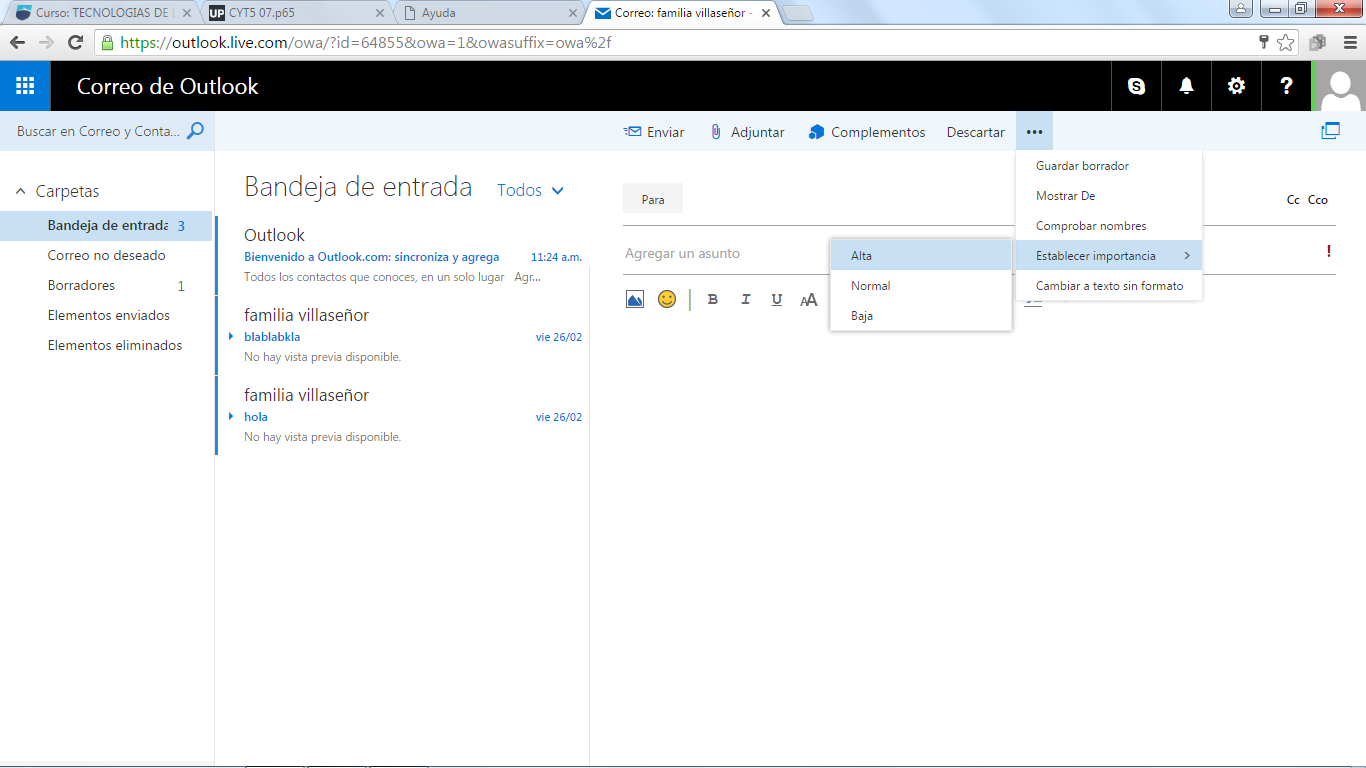 Curso: TECNOLOGIAS DE
UP CYT5 07.p65
Ayuda
Correo: familia villaseñor -
https://outlook.live.com/owa/?id=64855&owa=1&owasuffix=owa%2f
Correo de Outlook
Buscar en Correo y Conta...
Enviar
Adjuntar
Complementos
Descartar
Carpetas
Bandeja de entrada 3
Correo no deseado
Borradores 1
Elementos enviados
Elementos eliminados
Bandeja de entrada Todos
Outlook
Bienvenido a Outlook.com: sincroniza y agrega 11:24 a.m.
Todos los contactos que conoces, en un solo lugar Agr...
familia villaseñor
blablabkla vie 26/02
No hay vista previa disponible.
familia villaseñor
hola vie 26/02
No hay vista previa disponible.
Para
Cc Cco
Agregar un asunto
!
B I U AA
Guardar borrador
Mostrar De
Comprobar nombres
Establecer importancia
Cambiar a texto sin formato
Alta
Normal
Baja